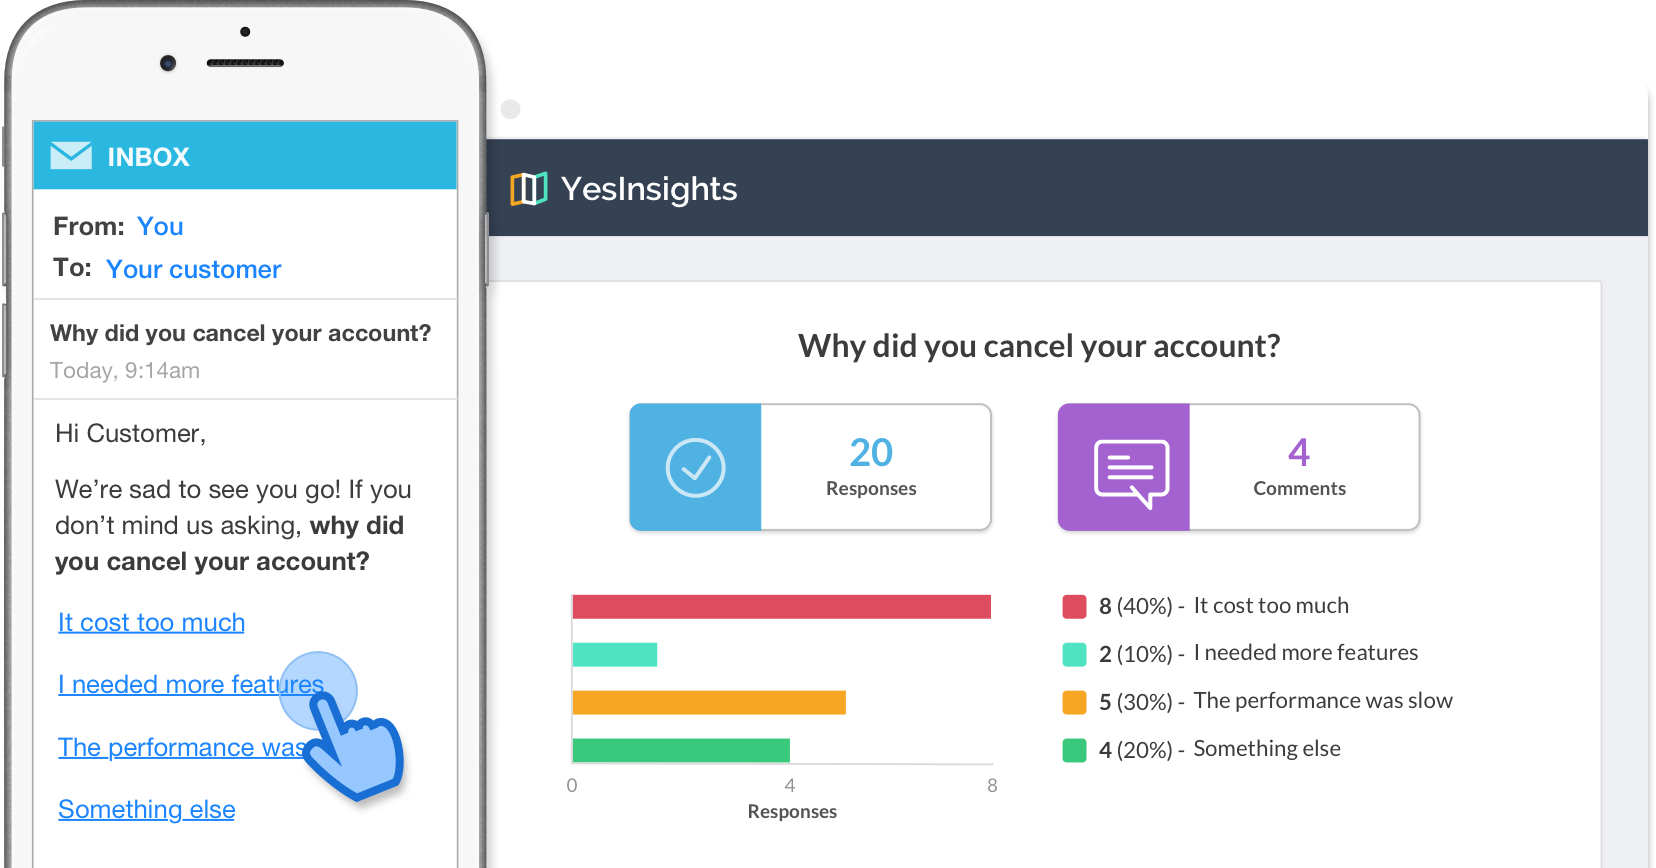 INBOX
From: You
To: Your customer
Why did you cancel your account?
Today, 9:14am
Hi Customer,
We’re sad to see you go! If you
don’t mind us asking, why did
you cancel your account?
It cost too much
I needed more features
The performance was
Something else
YesInsights
Why did you cancel your account?
20
Responses
4
Comments
8 (40%) - It cost too much
2 (10%) - I needed more features
5 (30%) - The performance was slow
4 (20%) - Something else
0 4 8
Responses